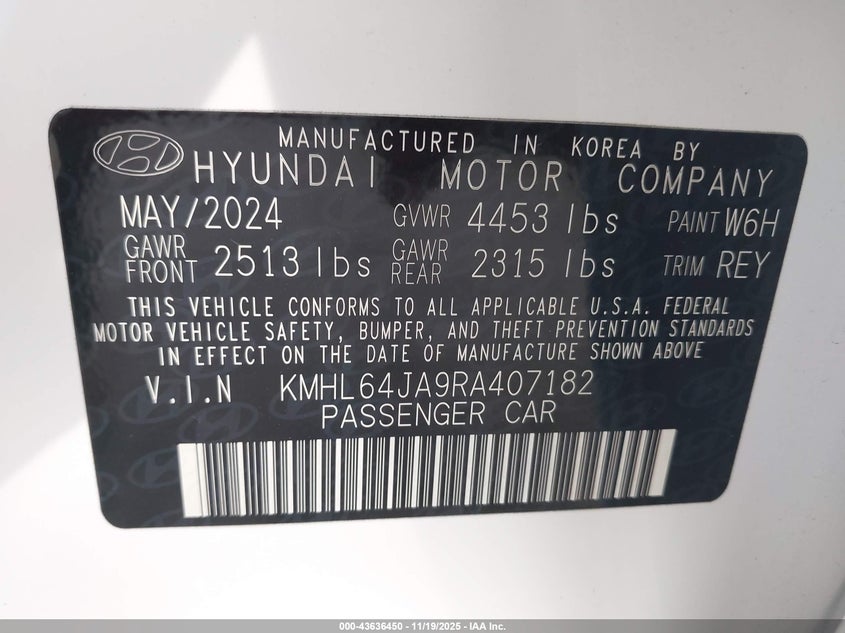 MANUFACTURED IN KOREA BY
HYUNDAI MOTOR COMPANY
MAY/2024 GVWR 4453 lbs PAINT W6H
GAWR FRONT 2513 lbs GAWR REAR 2315 lbs TRIM REY
THIS VEHICLE CONFORMS TO ALL APPLICABLE U.S.A. FEDERAL
MOTOR VEHICLE SAFETY, BUMPER, AND THEFT PREVENTION STANDARDS
IN EFFECT ON THE DATE OF MANUFACTURE SHOWN ABOVE
V.I.N KMHL64JA9RA407182
PASSENGER CAR
000-43636450 - 11/19/2025 - IAA Inc.